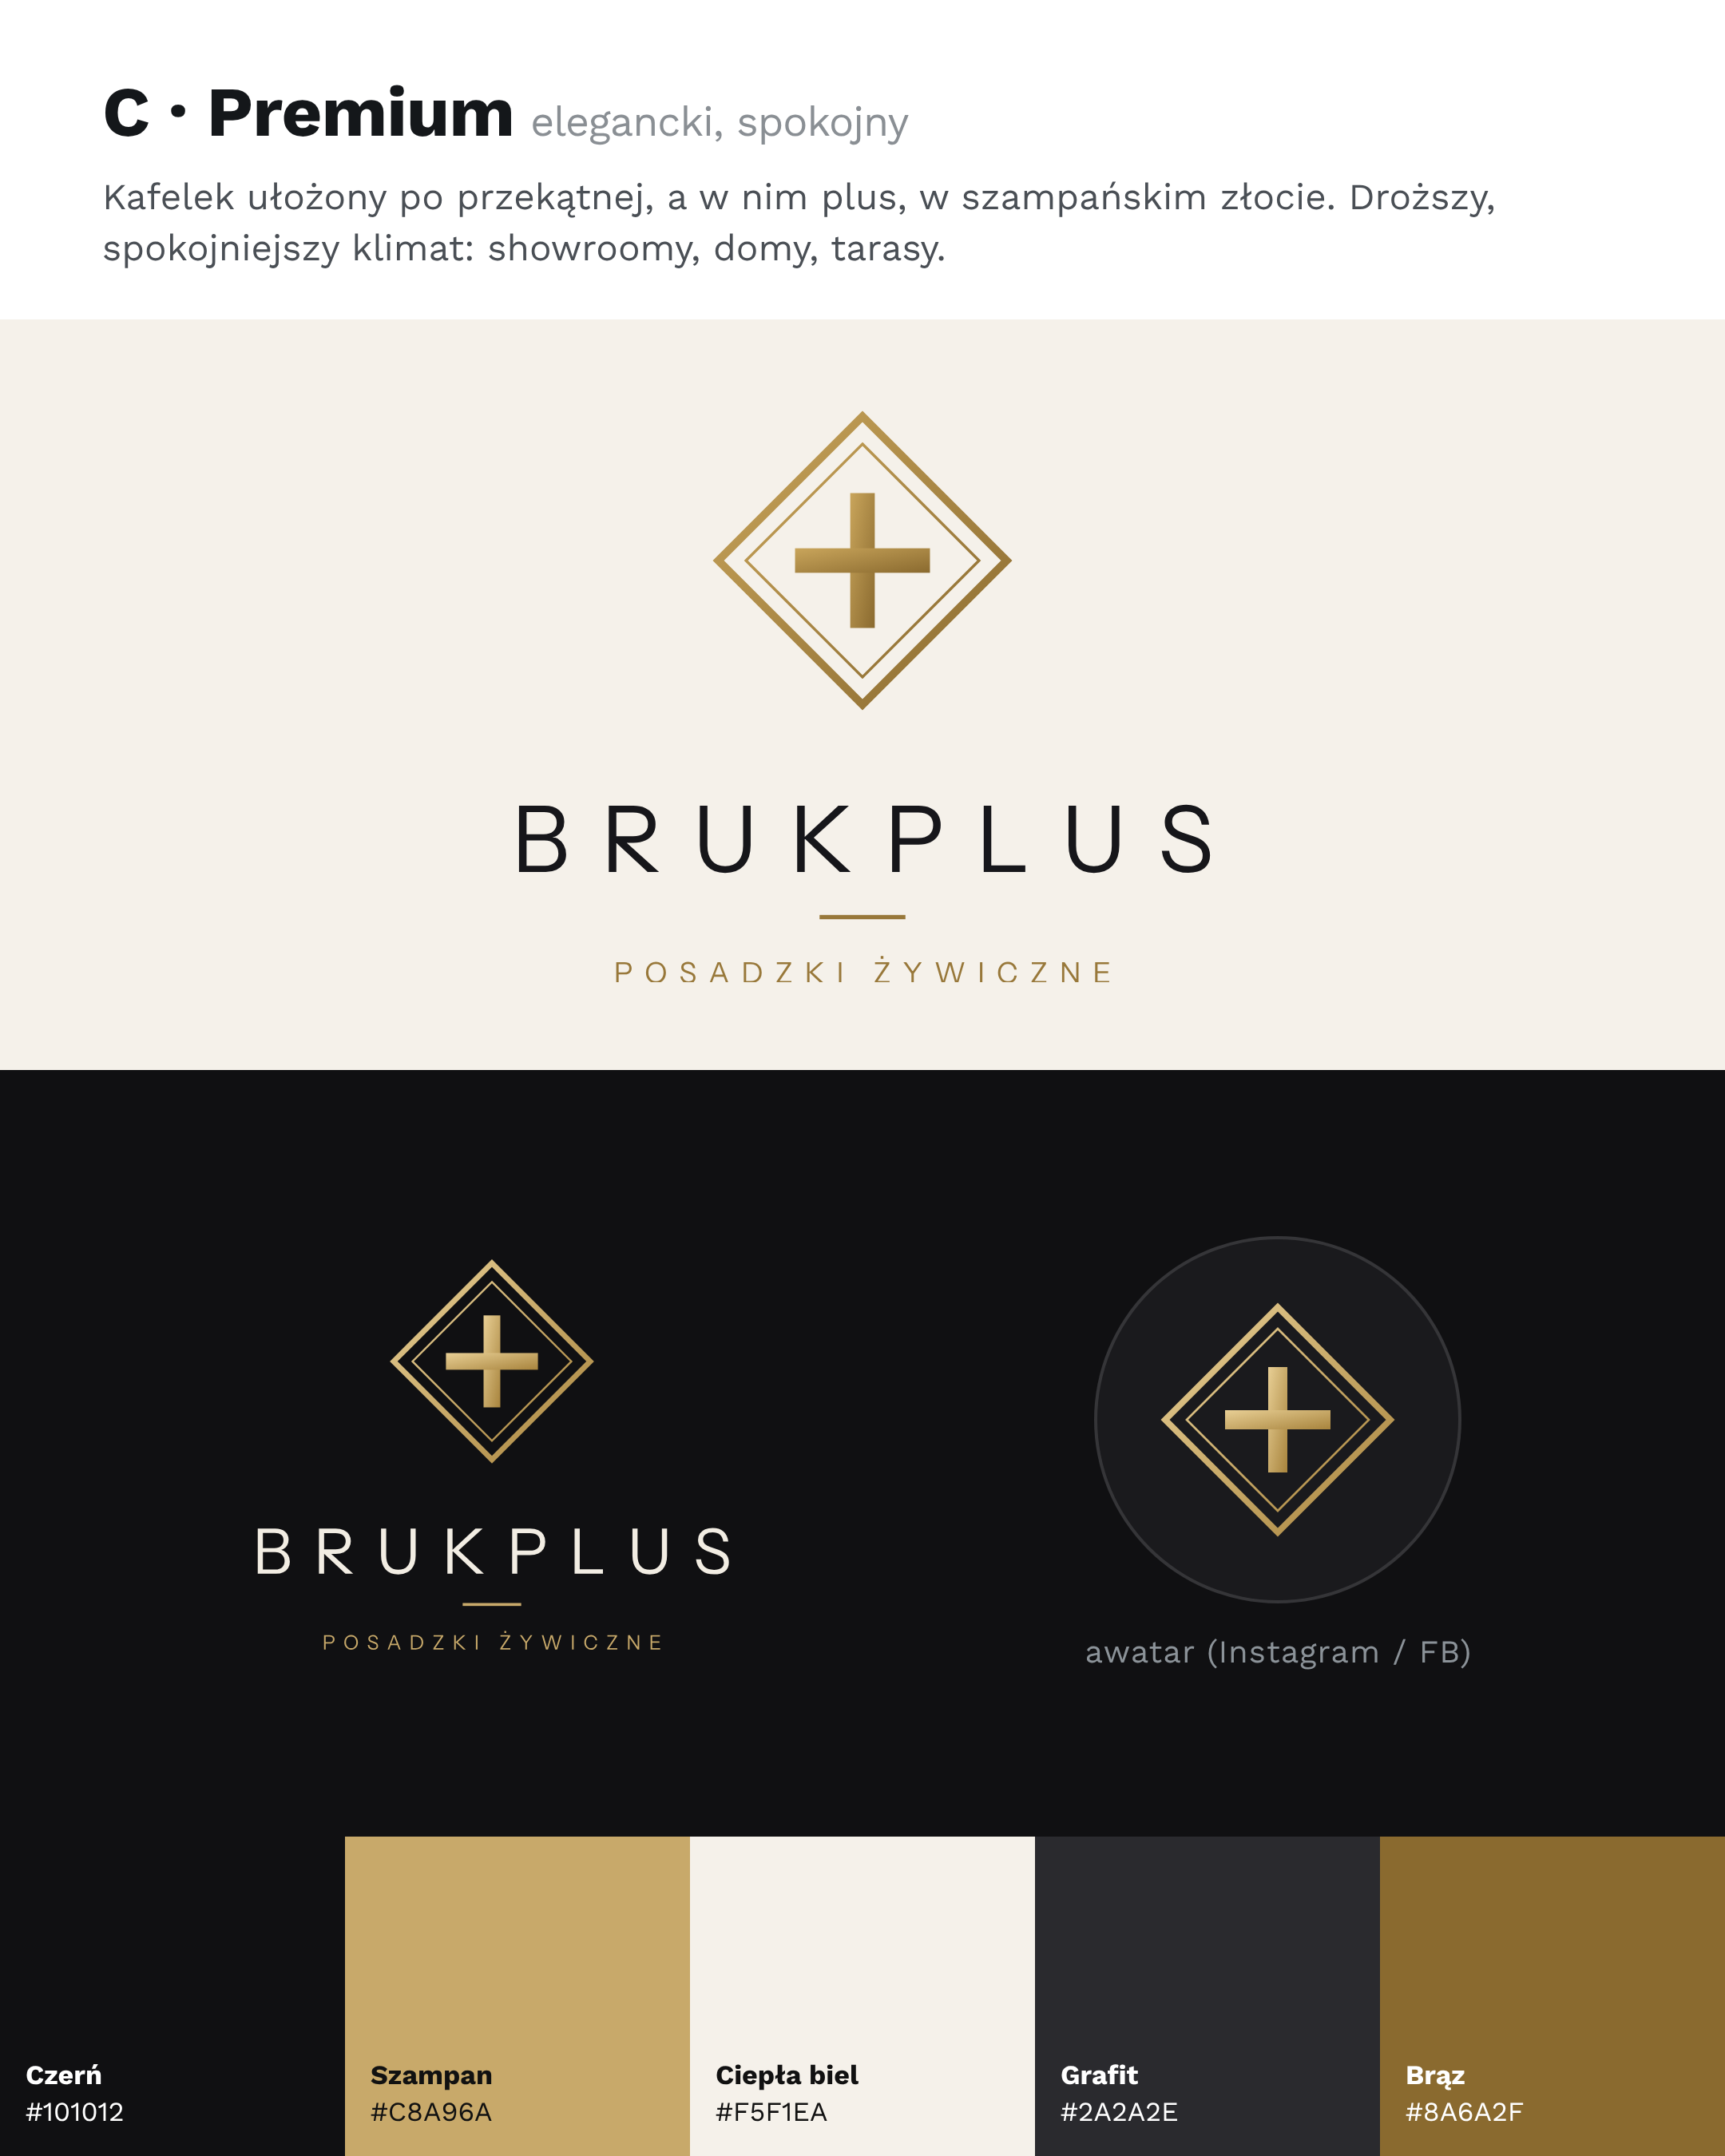 C · Premium elegancki, spokojny
Kafelek ułożony po przekątnej, a w nim plus, w szampańskim złocie. Droższy,
spokojniejszy klimat: showroomy, domy, tarasy.
BRUKPLUS
POSADZKI ŻYWICZNE
BRUKPLUS
POSADZKI ŻYWICZNE
awatar (Instagram / FB)
Czerń
#101012
Szampan
#C8A96A
Ciepła biel
#F5F1EA
Grafit
#2A2A2E
Brąz
#8A6A2F